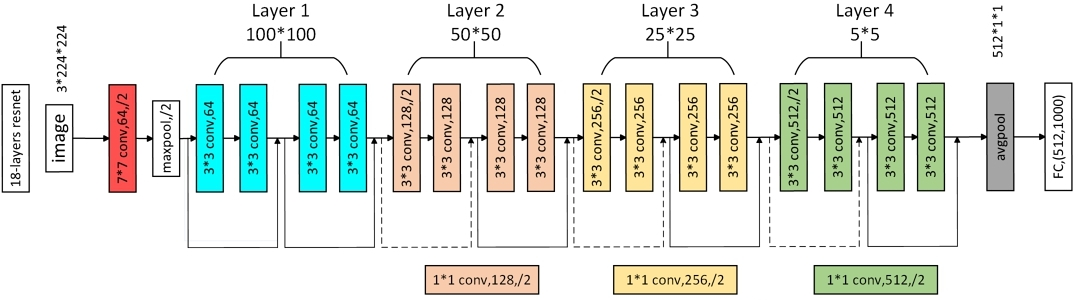 Layer 1
100*100
Layer 2
50*50
Layer 3
25*25
Layer 4
5*5
18-layers resnet
3*224*224
image
7*7 conv,64,/2
maxpool,/2
3*3 conv,64
3*3 conv,64
3*3 conv,64
3*3 conv,64
3*3 conv,128,/2
3*3 conv,128
3*3 conv,128
3*3 conv,128
3*3 conv,256,/2
3*3 conv,256
3*3 conv,256
3*3 conv,256
3*3 conv,512,/2
3*3 conv,512
3*3 conv,512
3*3 conv,512
512*1*1
avgpool
FC,(512,1000)
1*1 conv,128,/2
1*1 conv,256,/2
1*1 conv,512,/2